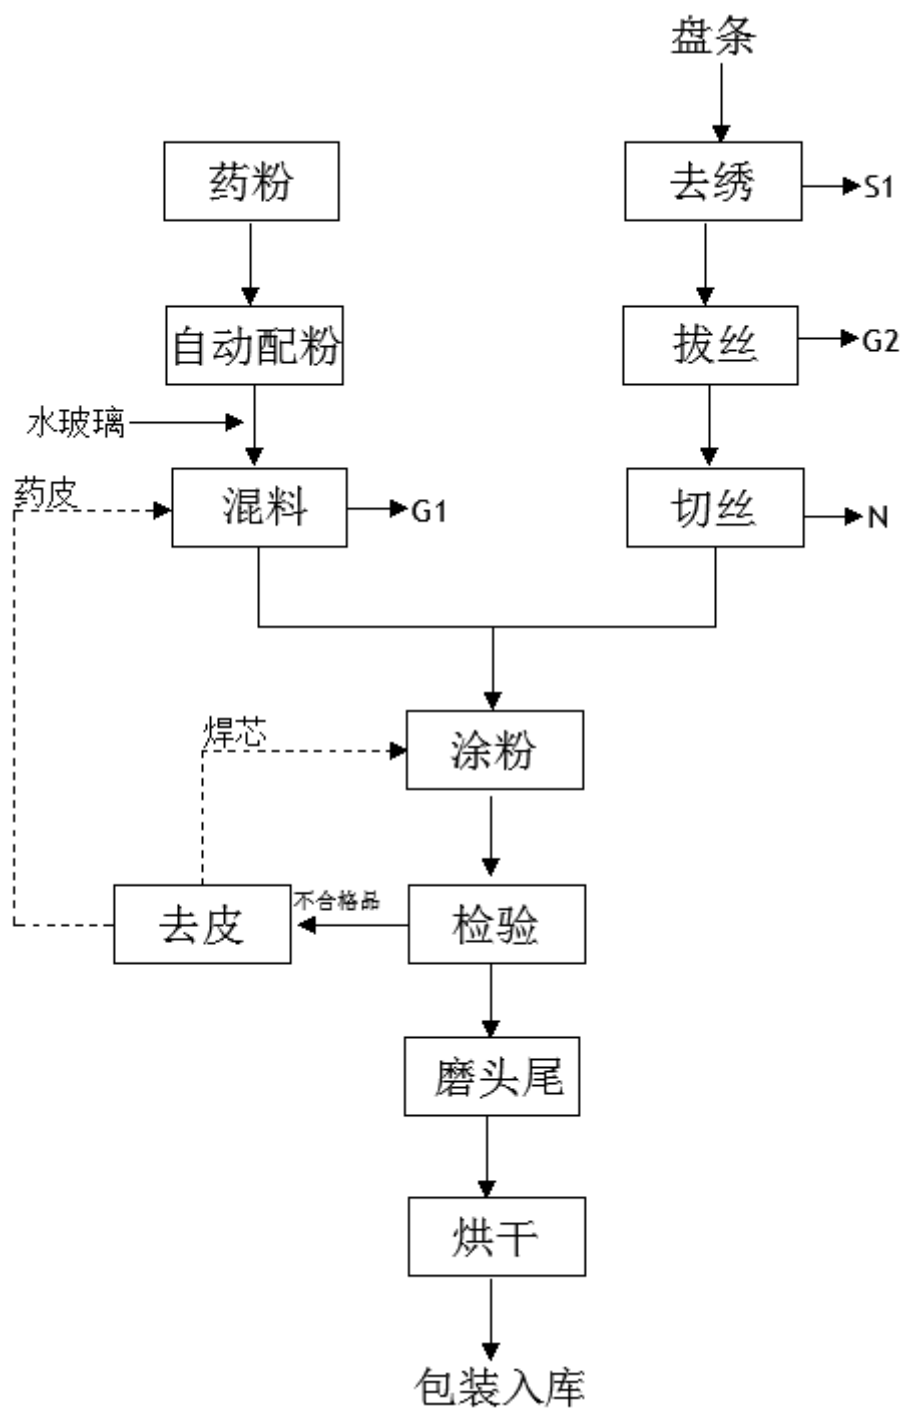 盘条
药粉
去绣
S1
自动配粉
拔丝
G2
水玻璃
药皮
混料
G1
切丝
N
焊芯
涂粉
去皮
不合格品
检验
磨头尾
烘干
包装入库